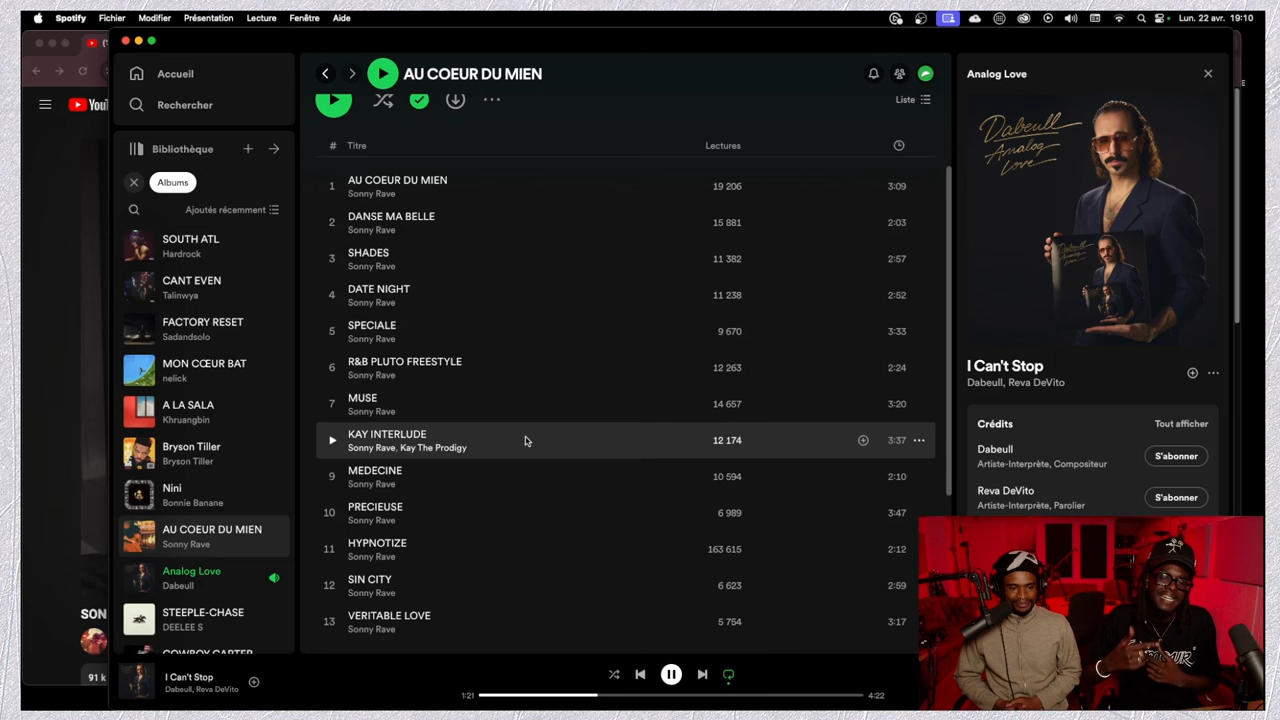 Spotify Fichier Modifier Présentation Lecture Fenêtre Aide
Lun. 22 avr. 19:10
YouT
SON
91 k
Accueil
Rechercher
Bibliothèque
Albums
Ajoutés récemment
SOUTH ATL
Hardrock
CANT EVEN
Talinwya
FACTORY RESET
Sadandsolo
MON CŒUR BAT
nelick
A LA SALA
Khruangbin
Bryson Tiller
Bryson Tiller
Nini
Bonnie Banane
AU COEUR DU MIEN
Sonny Rave
Analog Love
Dabeull
STEEPLE-CHASE
DEELEE S
COWBOY CARTER
AU COEUR DU MIEN
Liste
# Titre Lectures
1 AU COEUR DU MIEN 19 206 3:09
Sonny Rave
2 DANSE MA BELLE 15 881 2:03
Sonny Rave
3 SHADES 11 382 2:57
Sonny Rave
4 DATE NIGHT 11 238 2:52
Sonny Rave
5 SPECIALE 9 670 3:33
Sonny Rave
6 R&B PLUTO FREESTYLE 12 263 2:24
Sonny Rave
7 MUSE 14 657 3:20
Sonny Rave
KAY INTERLUDE 12 174 3:37
Sonny Rave, Kay The Prodigy
9 MEDECINE 10 594 2:10
Sonny Rave
10 PRECIEUSE 6 989 3:47
Sonny Rave
11 HYPNOTIZE 163 615 2:12
Sonny Rave
12 SIN CITY 6 623 2:59
Sonny Rave
13 VERITABLE LOVE 5 754 3:17
Sonny Rave
Analog Love
Dabeull
Analog
Love
I Can't Stop
Dabeull, Reva DeVito
Crédits Tout afficher
Dabeull
Artiste-Interprète, Compositeur
S'abonner
Reva DeVito
Artiste-Interprète, Parolier
S'abonner
I Can't Stop
Dabeull, Reva DeVito
1:21 4:22